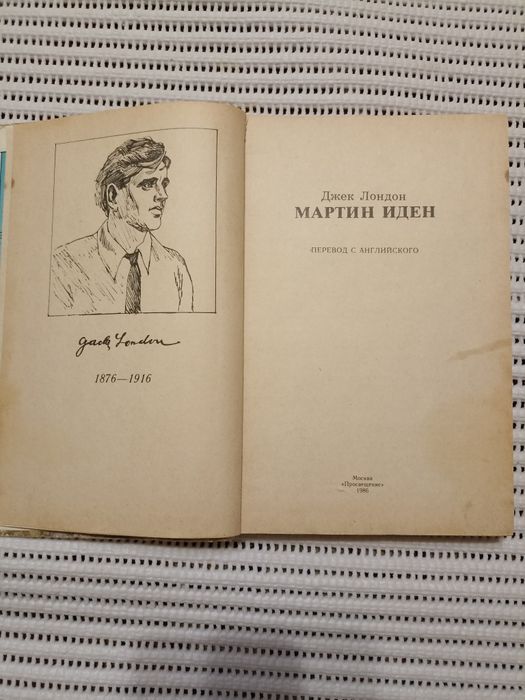 Jack London
1876—1916
Джек Лондон
МАРТИН ИДЕН
ПЕРЕВОД С АНГЛИЙСКОГО
Москва
«Просвещение»
1986